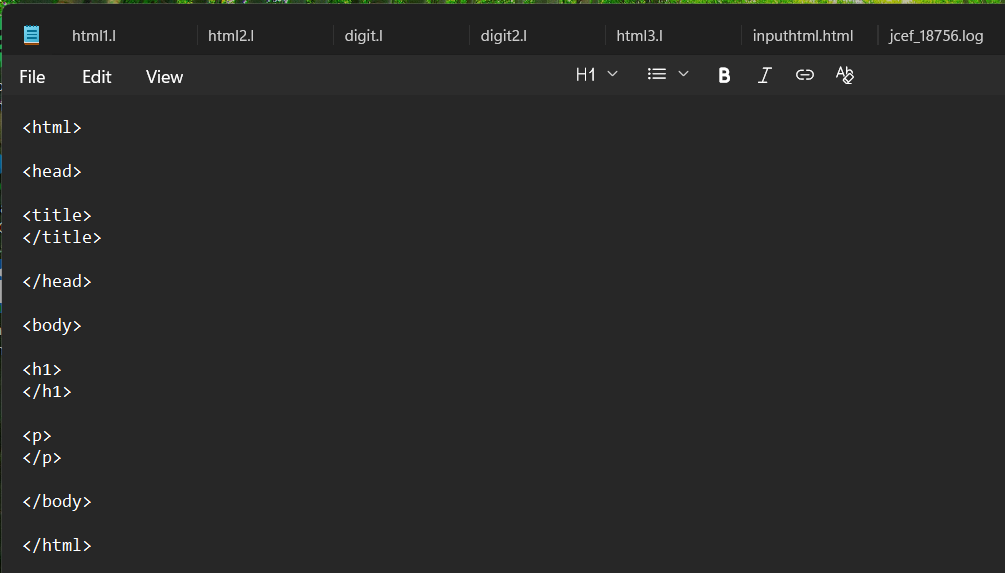 html1.l html2.l digit.l digit2.l html3.l inputhtml.html jcef_18756.log
File Edit View H1 B I
<html>
<head>
<title>
</title>
</head>
<body>
<h1>
</h1>
<p>
</p>
</body>
</html>